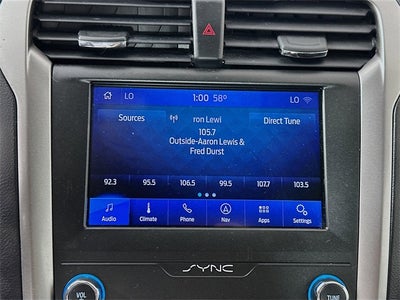 LO 1:00 58° LO
Sources ron Lewi Direct Tune
105.7
Outside-Aaron Lewis &
Fred Durst
92.3 95.5 106.5 99.5 107.7 103.5
Audio Climate Phone Nav Apps Settings
SYNC
VOL TUNE